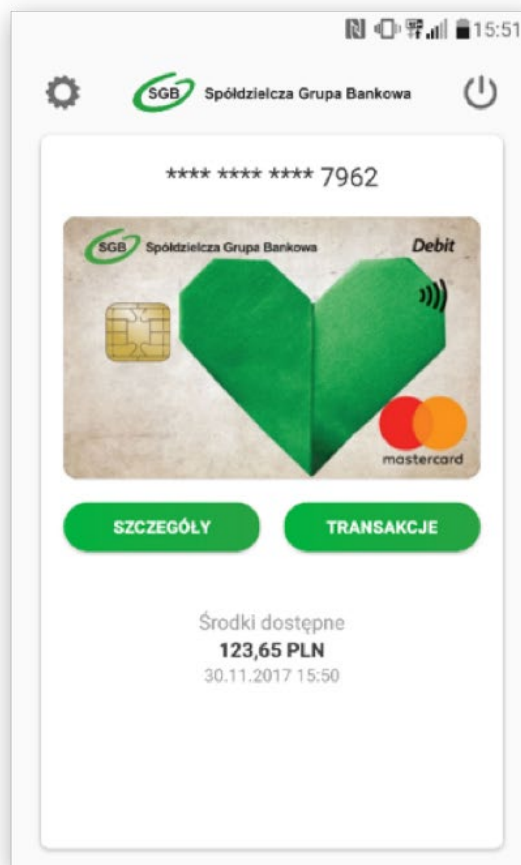 15:51
SGB Spółdzielcza Grupa Bankowa
**** **** **** 7962
SGB Spółdzielcza Grupa Bankowa Debit
mastercard
SZCZEGÓŁY TRANSAKCJE
Środki dostępne
123,65 PLN
30.11.2017 15:50